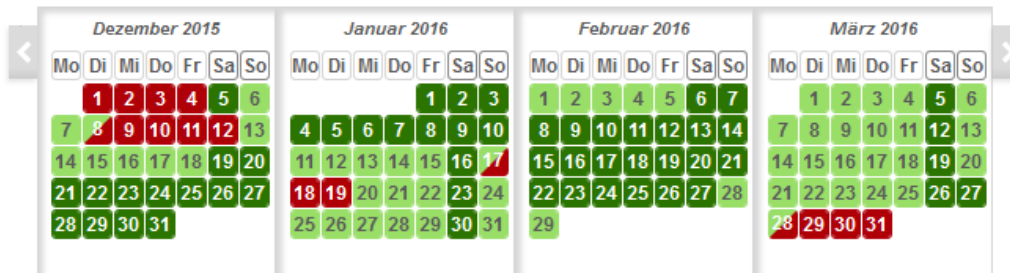 Dezember 2015 Januar 2016 Februar 2016 März 2016
Mo Di Mi Do Fr Sa So Mo Di Mi Do Fr Sa So Mo Di Mi Do Fr Sa So Mo Di Mi Do Fr Sa So
1 2 3 4 5 6 1 2 3 1 2 3 4 5 6 7 1 2 3 4 5 6
7 8 9 10 11 12 13 4 5 6 7 8 9 10 8 9 10 11 12 13 14 7 8 9 10 11 12 13
14 15 16 17 18 19 20 11 12 13 14 15 16 17 15 16 17 18 19 20 21 14 15 16 17 18 19 20
21 22 23 24 25 26 27 18 19 20 21 22 23 24 22 23 24 25 26 27 28 21 22 23 24 25 26 27
28 29 30 31 25 26 27 28 29 30 31 29 28 29 30 31